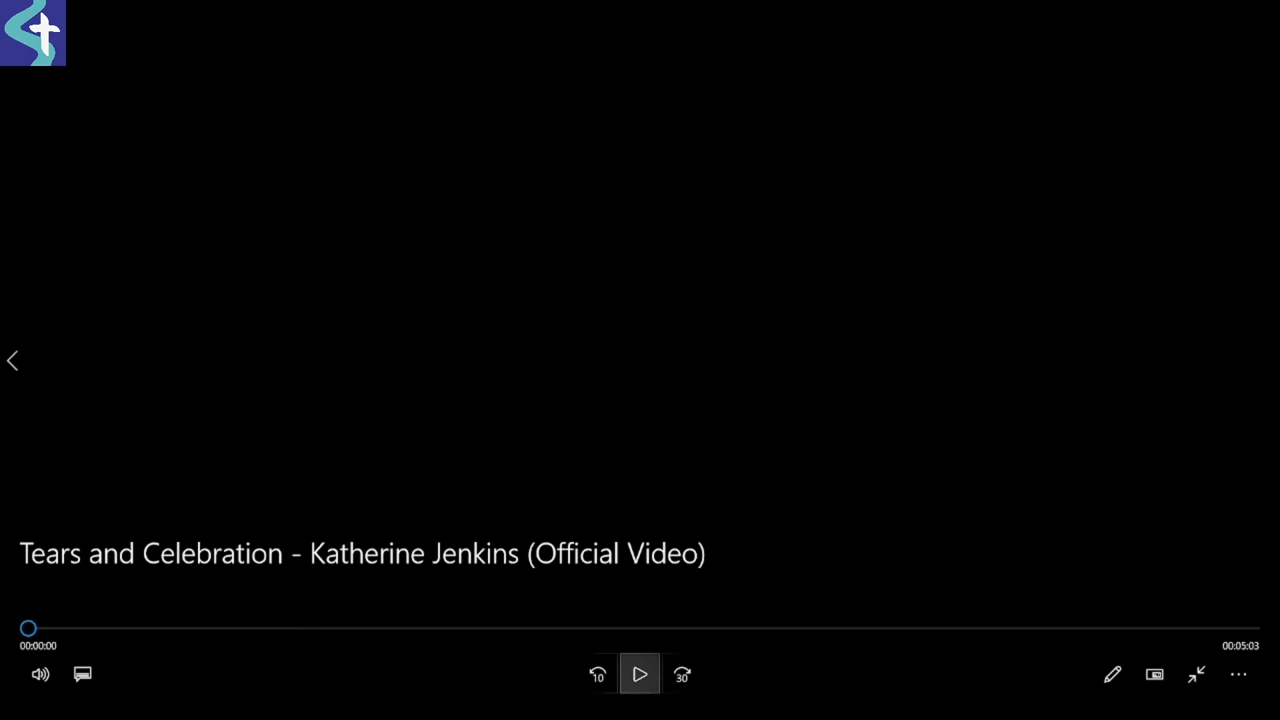 Tears and Celebration - Katherine Jenkins (Official Video)
00:00:00
00:05:03
10
30